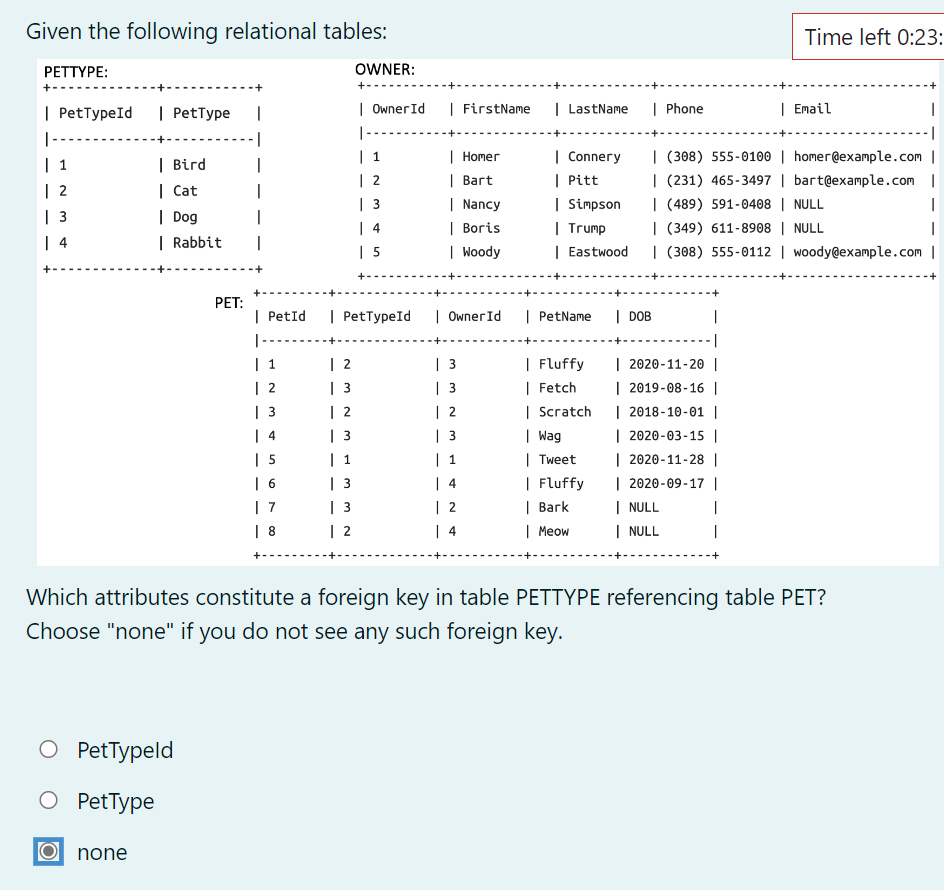 Given the following relational tables:
Time left 0:23:
PETTYPE:
+------------+-----------+
| PetTypeId | PetType |
|------------+-----------|
| 1 | Bird |
| 2 | Cat |
| 3 | Dog |
| 4 | Rabbit |
+------------+-----------+
OWNER:
+-----------+-------------+------------+----------------+-------------------+
| OwnerId | FirstName | LastName | Phone | Email |
|-----------+-------------+------------+----------------+-------------------|
| 1 | Homer | Connery | (308) 555-0100 | homer@example.com |
| 2 | Bart | Pitt | (231) 465-3497 | bart@example.com |
| 3 | Nancy | Simpson | (489) 591-0408 | NULL |
| 4 | Boris | Trump | (349) 611-8908 | NULL |
| 5 | Woody | Eastwood | (308) 555-0112 | woody@example.com |
+-----------+-------------+------------+----------------+-------------------+
PET:
+---------+-------------+-----------+-----------+------------+
| PetId | PetTypeId | OwnerId | PetName | DOB |
|---------+-------------+-----------+-----------+------------|
| 1 | 2 | 3 | Fluffy | 2020-11-20 |
| 2 | 3 | 3 | Fetch | 2019-08-16 |
| 3 | 2 | 2 | Scratch | 2018-10-01 |
| 4 | 3 | 3 | Wag | 2020-03-15 |
| 5 | 1 | 1 | Tweet | 2020-11-28 |
| 6 | 3 | 4 | Fluffy | 2020-09-17 |
| 7 | 3 | 2 | Bark | NULL |
| 8 | 2 | 4 | Meow | NULL |
+---------+-------------+-----------+-----------+------------+
Which attributes constitute a foreign key in table PETTYPE referencing table PET?
Choose "none" if you do not see any such foreign key.
PetTypeId
PetType
none